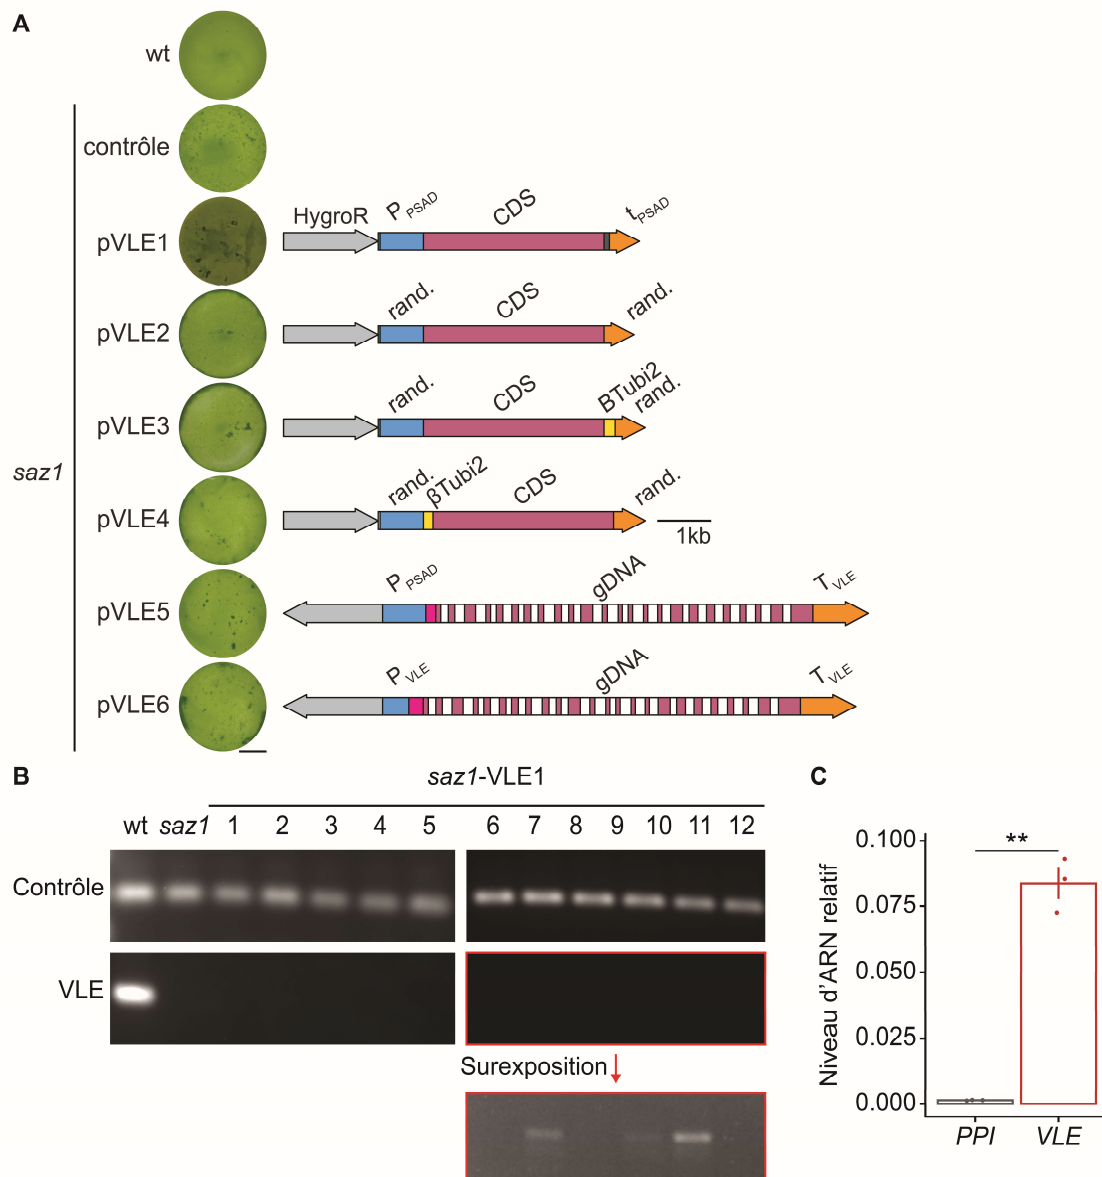 A
wt
saz1
contrôle
pVLE1
HygroR
P PSAD
CDS
t PSAD
pVLE2
rand.
CDS
rand.
pVLE3
rand.
CDS
BTubi2
rand.
pVLE4
rand.
βTubi2
CDS
rand.
1kb
pVLE5
P PSAD
gDNA
T VLE
pVLE6
P VLE
gDNA
T VLE
B
saz1-VLE1
wt saz1 1 2 3 4 5 6 7 8 9 10 11 12
Contrôle
VLE
Surexposition
C
**
Niveau d'ARN relatif
0.100
0.075
0.050
0.025
0.000
PPI VLE